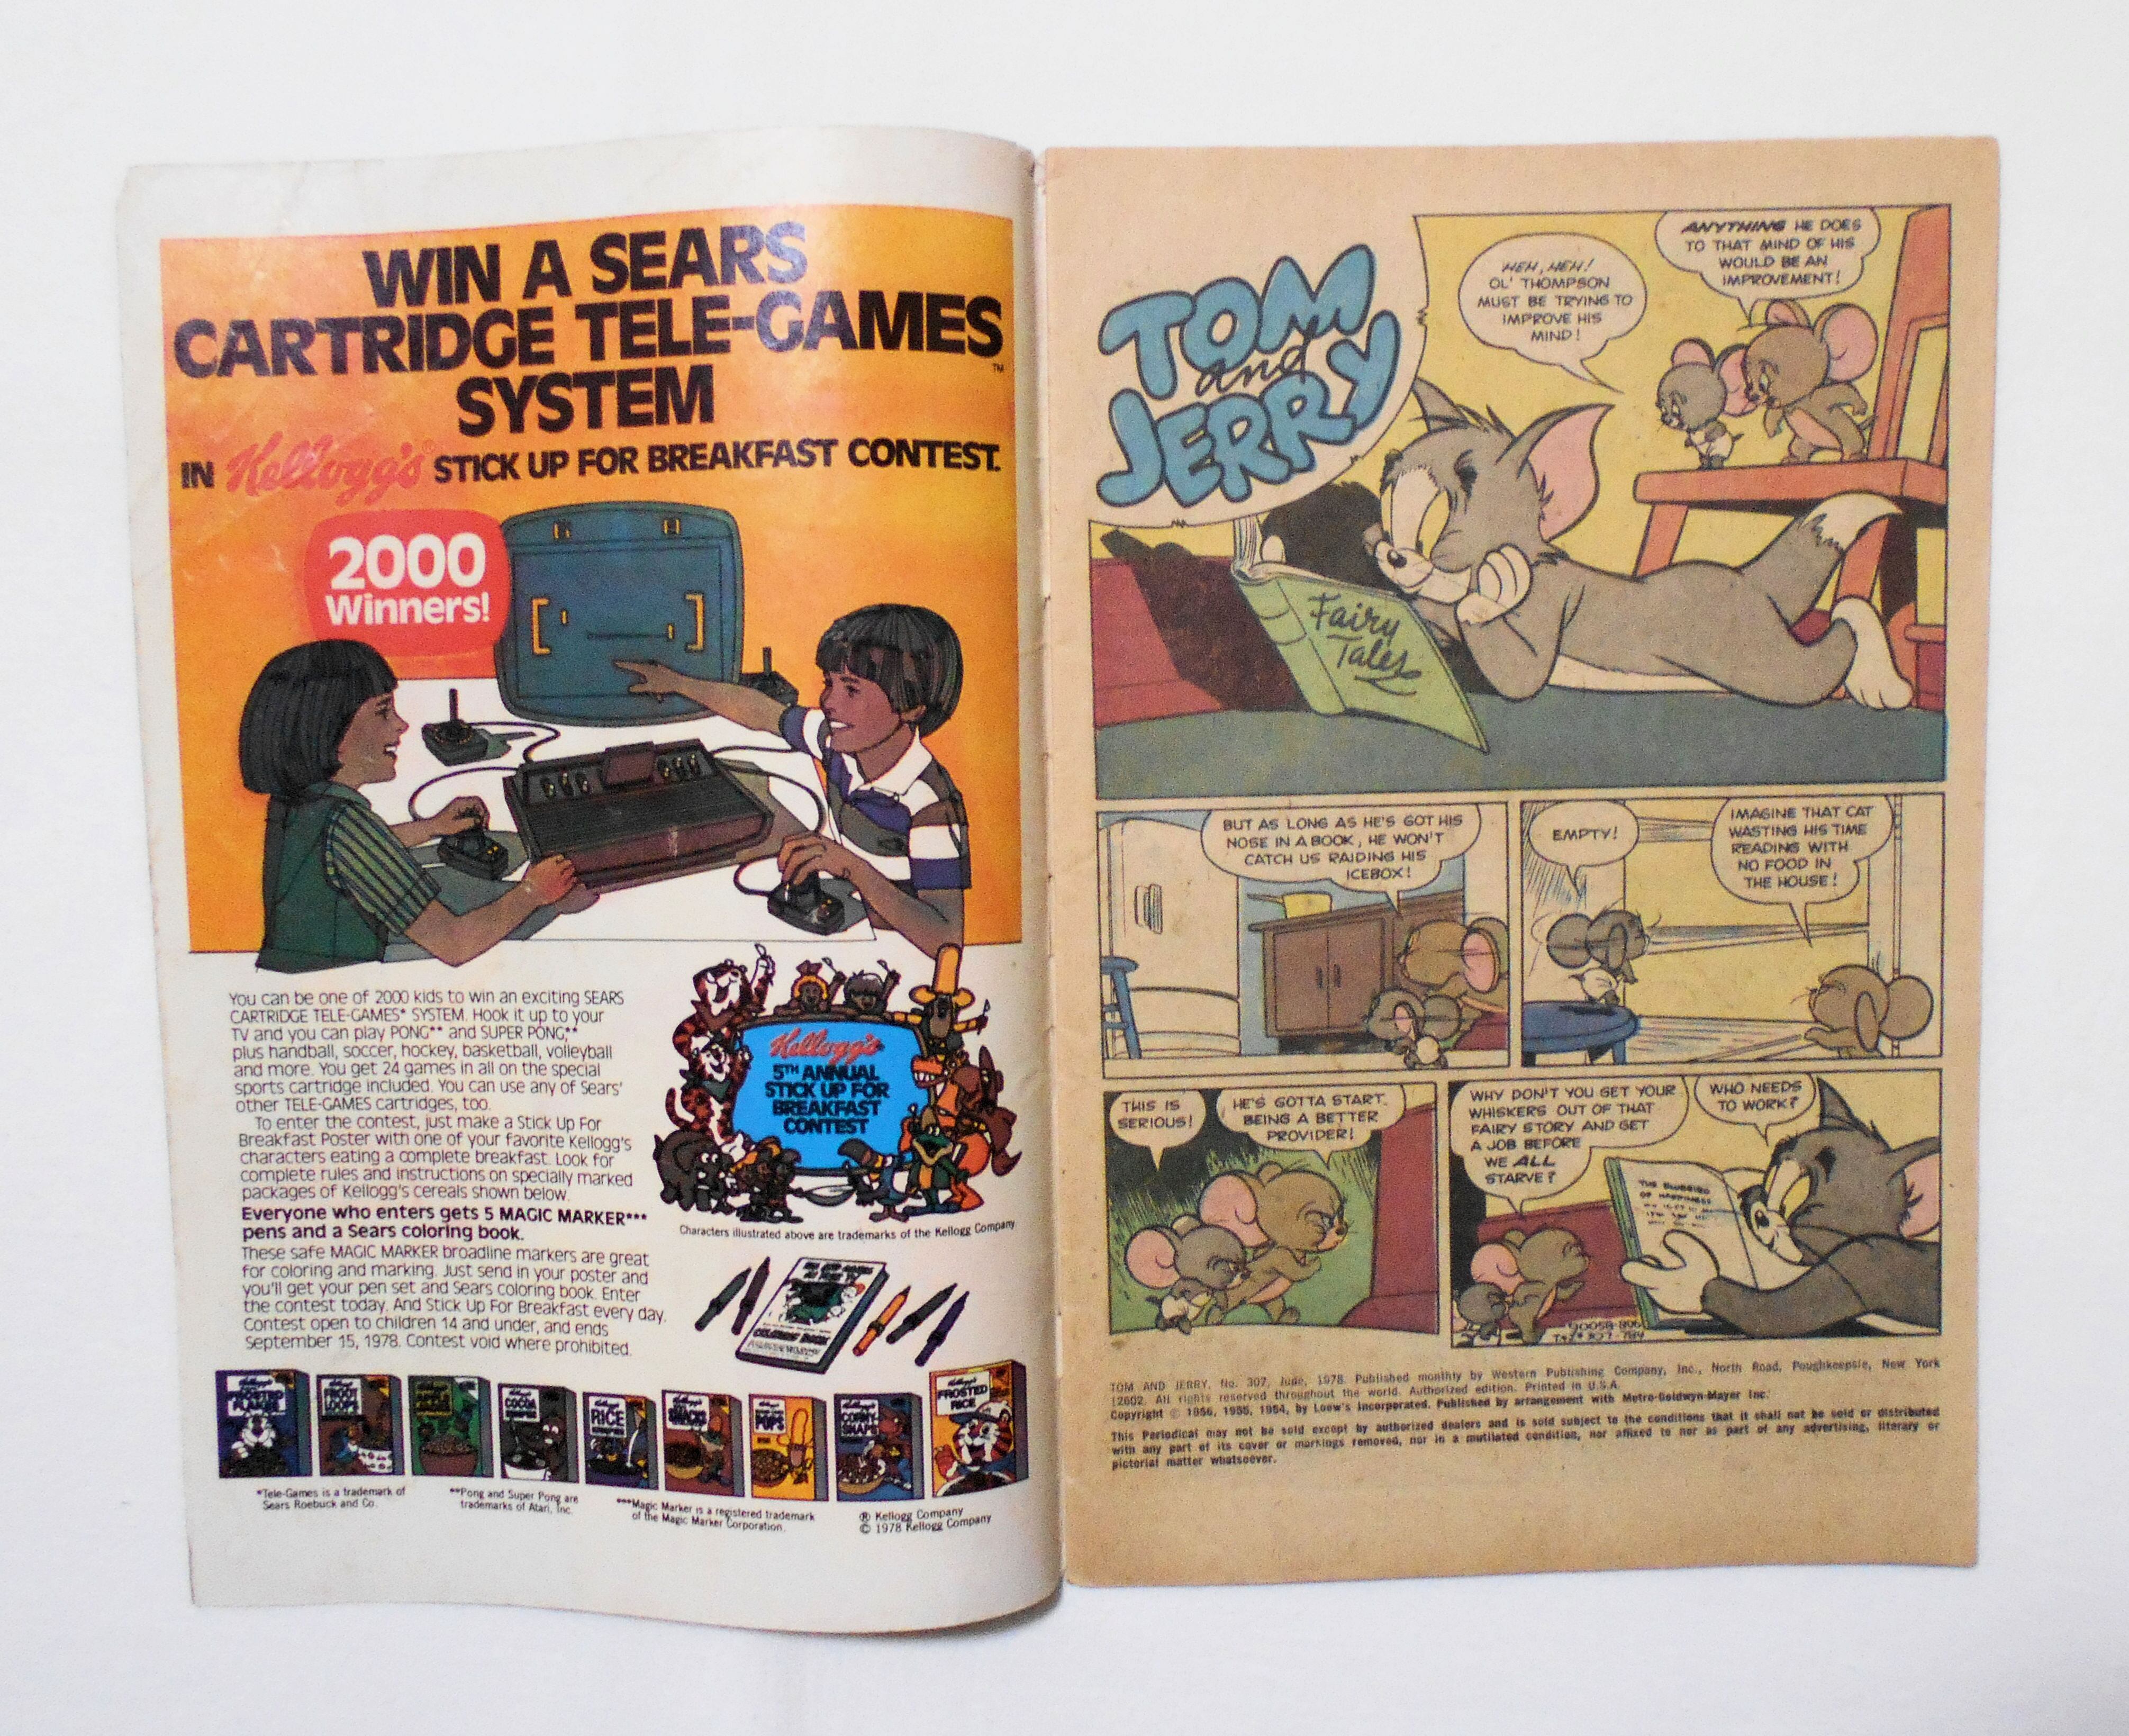 WIN A SEARS
CARTRIDGE TELE-GAMES
™
SYSTEM
IN Kellogg's® STICK UP FOR BREAKFAST CONTEST.
2000
Winners!
You can be one of 2000 kids to win an exciting SEARS
CARTRIDGE TELE-GAMES* SYSTEM. Hook it up to your
TV and you can play PONG** and SUPER PONG,**
plus handball, soccer, hockey, basketball, volleyball
and more. You get 24 games in all on the special
sports cartridge included. You can use any of Sears'
other TELE-GAMES cartridges, too.
To enter the contest, just make a Stick Up For
Breakfast Poster with one of your favorite Kellogg's
characters eating a complete breakfast. Look for
complete rules and instructions on specially marked
packages of Kellogg's cereals shown below.
Everyone who enters gets 5 MAGIC MARKER***
pens and a Sears coloring book.
These safe MAGIC MARKER broadline markers are great
for coloring and marking. Just send in your poster and
you'll get your pen set and Sears coloring book. Enter
the contest today. And Stick Up For Breakfast every day.
Contest open to children 14 and under, and ends
September 15, 1978. Contest void where prohibited.
Kellogg's
5TH ANNUAL
STICK UP FOR
BREAKFAST
CONTEST
Characters illustrated above are trademarks of the Kellogg Company
COLORING BOOK
FROSTED
FLAKES
FROOT
LOOPS
APPLE
JACKS
COCOA
KRISPIES
RICE
KRISPIES
SMACKS
POPS
CORNY-
SNAPS
FROSTED
RICE
*Tele-Games is a trademark of
Sears Roebuck and Co.
**Pong and Super Pong are
trademarks of Atari, Inc.
***Magic Marker is a registered trademark
of the Magic Marker Corporation.
® Kellogg Company
© 1978 Kellogg Company
TOM
and
JERRY
HEH, HEH!
OL' THOMPSON
MUST BE TRYING TO
IMPROVE HIS
MIND!
ANYTHING HE DOES
TO THAT MIND OF HIS
WOULD BE AN
IMPROVEMENT!
Fairy
Tales
BUT AS LONG AS HE'S GOT HIS
NOSE IN A BOOK, HE WON'T
CATCH US RAIDING HIS
ICEBOX!
EMPTY!
IMAGINE THAT CAT
WASTING HIS TIME
READING WITH
NO FOOD IN
THE HOUSE!
THIS IS
SERIOUS!
HE'S GOTTA START
BEING A BETTER
PROVIDER!
WHY DON'T YOU GET YOUR
WHISKERS OUT OF THAT
FAIRY STORY AND GET
A JOB BEFORE
WE ALL
STARVE?
WHO NEEDS
TO WORK?
THE BLUEBIRD
OF HAPPINESS
90058-806
T+J# 327-784
TOM AND JERRY, No. 307, June, 1978. Published monthly by Western Publishing Company, Inc., North Road, Poughkeepsie, New York
12602. All rights reserved throughout the world. Authorized edition. Printed in U.S.A.
Copyright © 1956, 1955, 1954, by Loew's Incorporated. Published by arrangement with Metro-Goldwyn-Mayer Inc.
This Periodical may not be sold except by authorized dealers and is sold subject to the conditions that it shall not be sold or distributed
with any part of its cover or markings removed, nor in a mutilated condition, nor affixed to nor as part of any advertising, literary or
pictorial matter whatsoever.